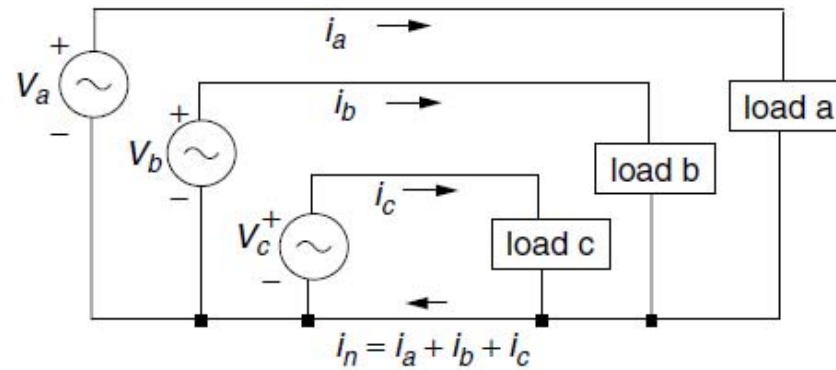 i_a
+
V_a
−
load a
i_b
+
V_b
−
load b
i_c
V_c +
−
load c
i_n = i_a + i_b + i_c